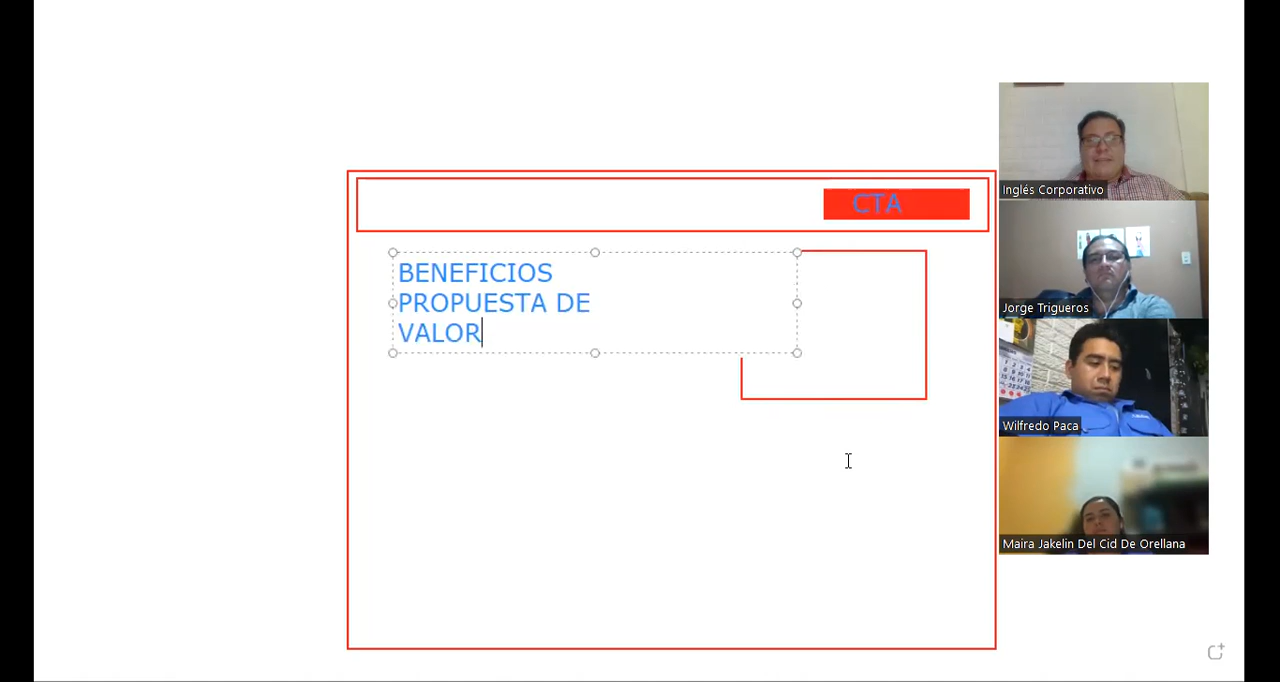 CTA
BENEFICIOS
PROPUESTA DE
VALOR
Inglés Corporativo
Jorge Trigueros
Wilfredo Paca
Maira Jakelin Del Cid De Orellana